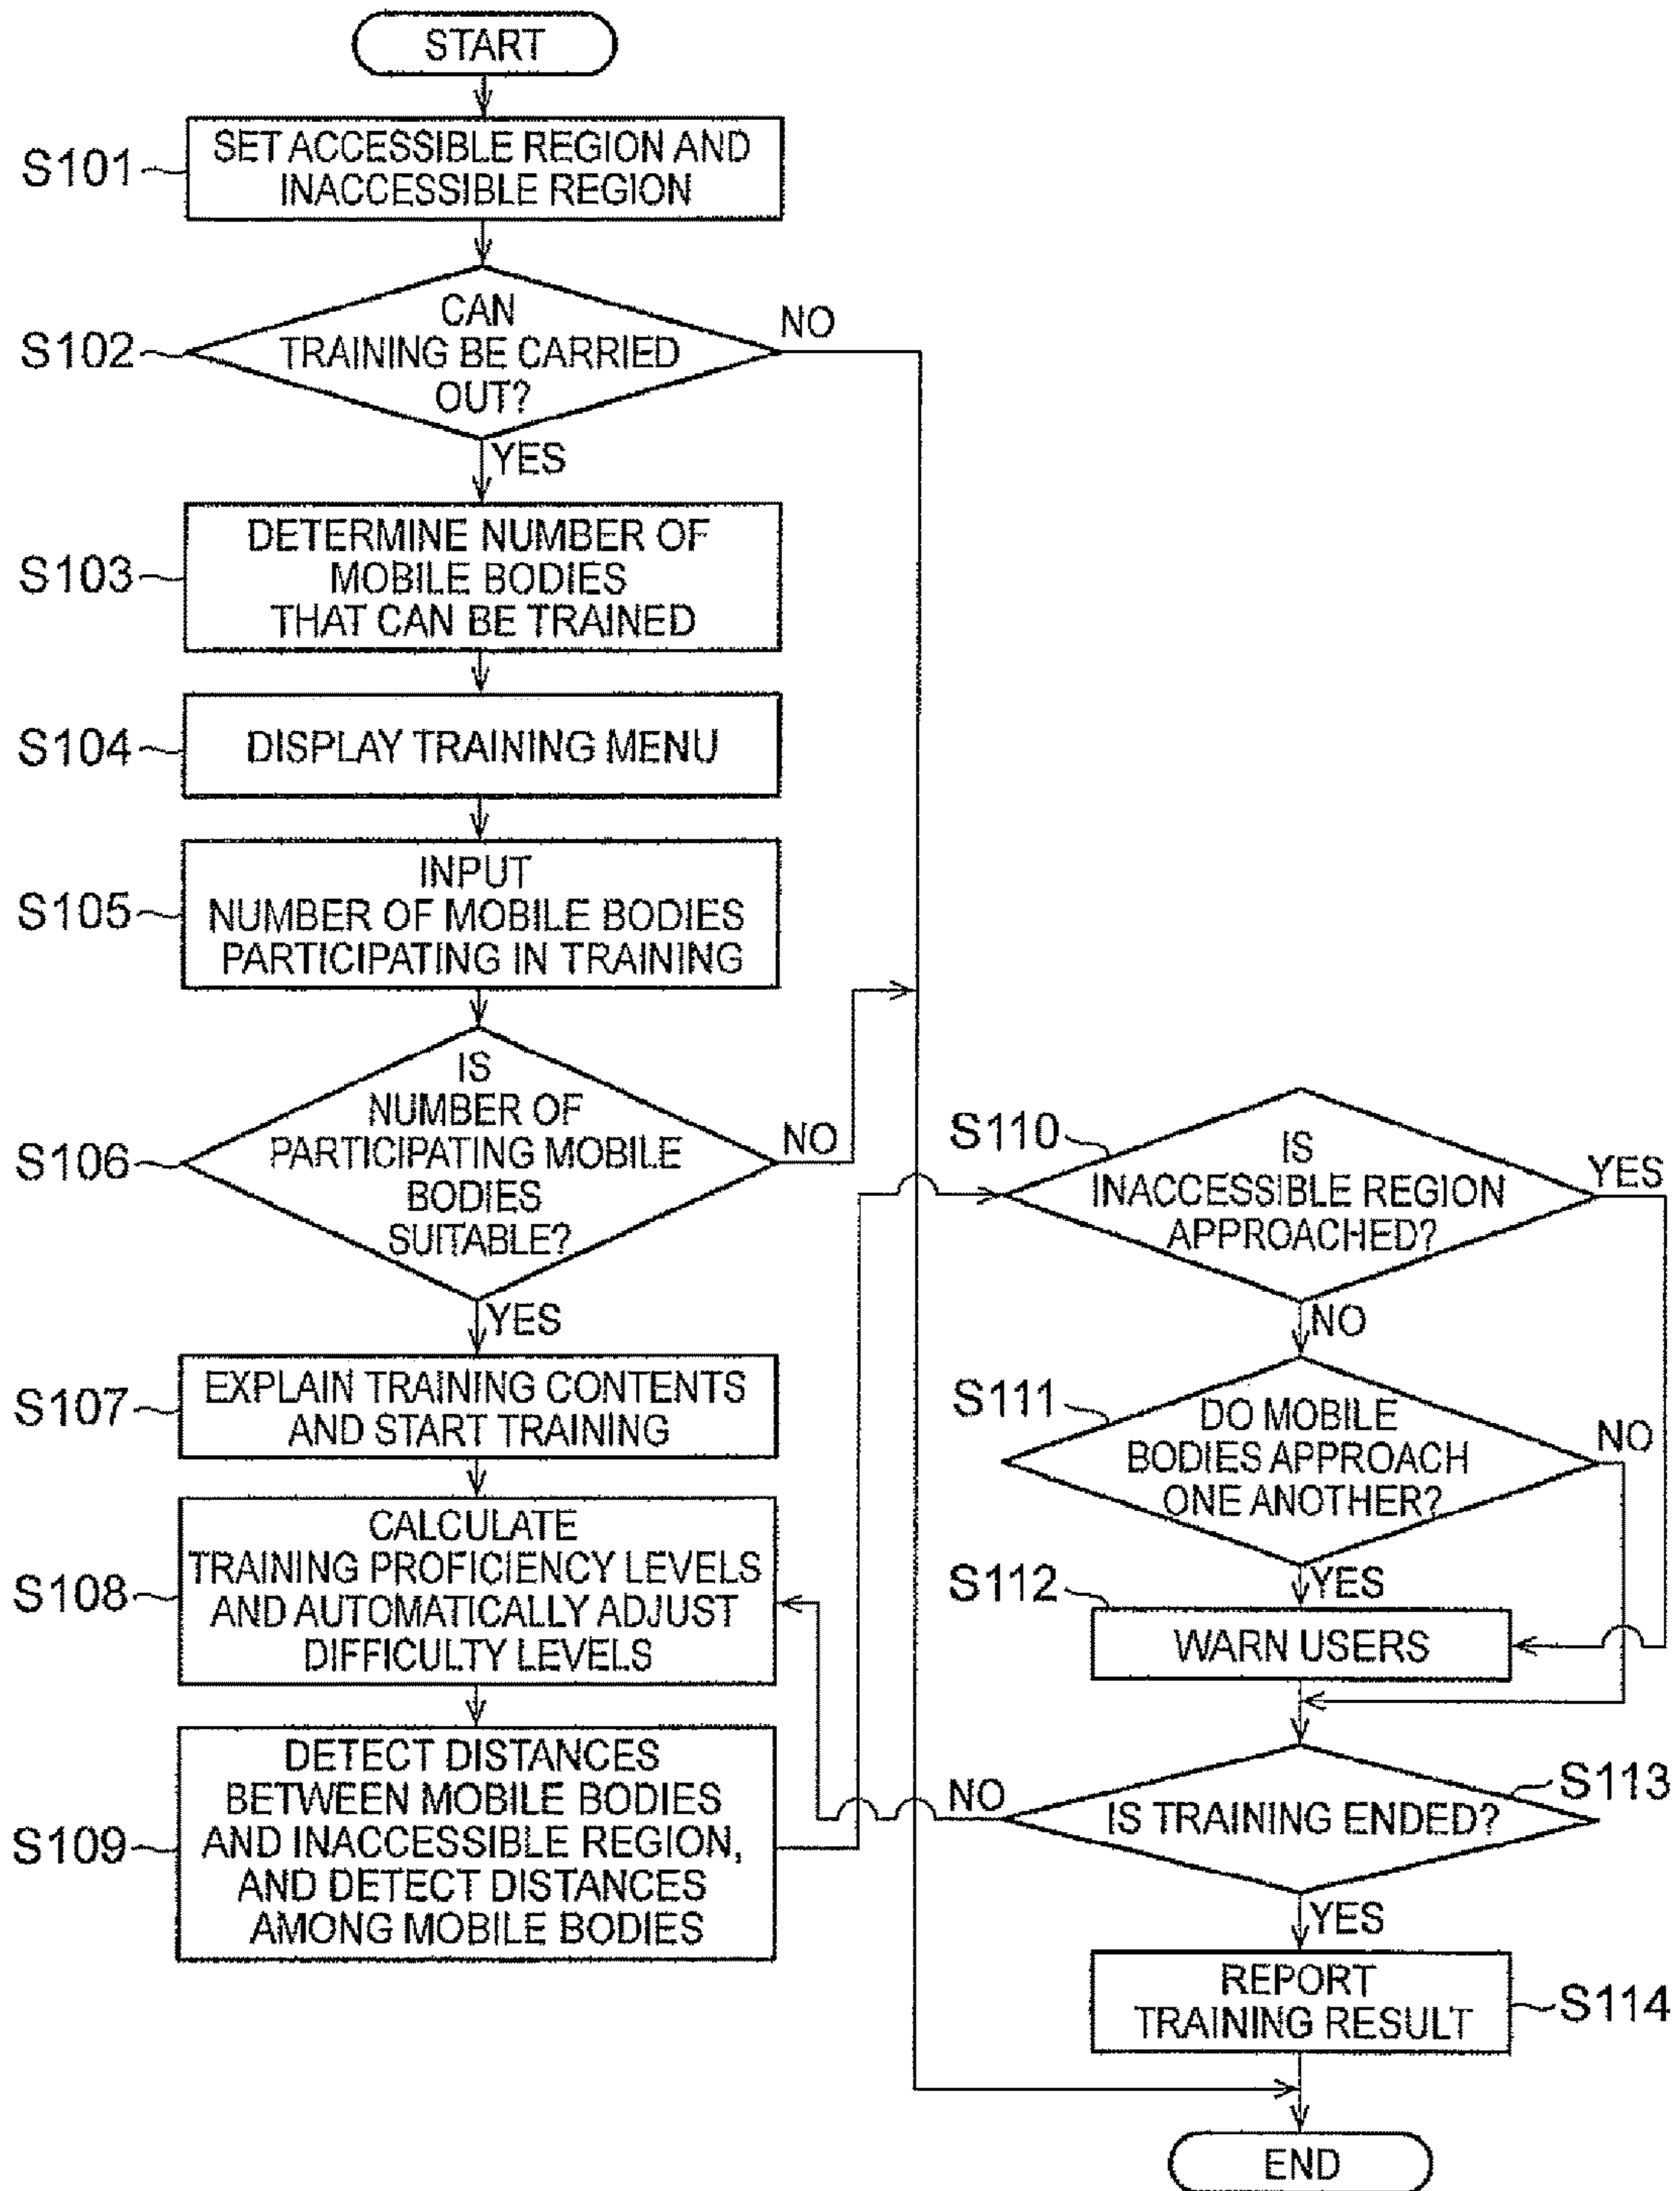 START
S101
SET ACCESSIBLE REGION AND
INACCESSIBLE REGION
S102
CAN
TRAINING BE CARRIED
OUT?
NO
YES
S103
DETERMINE NUMBER OF
MOBILE BODIES
THAT CAN BE TRAINED
S104
DISPLAY TRAINING MENU
S105
INPUT
NUMBER OF MOBILE BODIES
PARTICIPATING IN TRAINING
S106
IS
NUMBER OF
PARTICIPATING MOBILE
BODIES
SUITABLE?
NO
YES
S107
EXPLAIN TRAINING CONTENTS
AND START TRAINING
S108
CALCULATE
TRAINING PROFICIENCY LEVELS
AND AUTOMATICALLY ADJUST
DIFFICULTY LEVELS
S109
DETECT DISTANCES
BETWEEN MOBILE BODIES
AND INACCESSIBLE REGION,
AND DETECT DISTANCES
AMONG MOBILE BODIES
S110
IS
INACCESSIBLE REGION
APPROACHED?
YES
NO
S111
DO MOBILE
BODIES APPROACH
ONE ANOTHER?
NO
YES
S112
WARN USERS
S113
IS TRAINING ENDED?
NO
YES
REPORT
TRAINING RESULT
S114
END